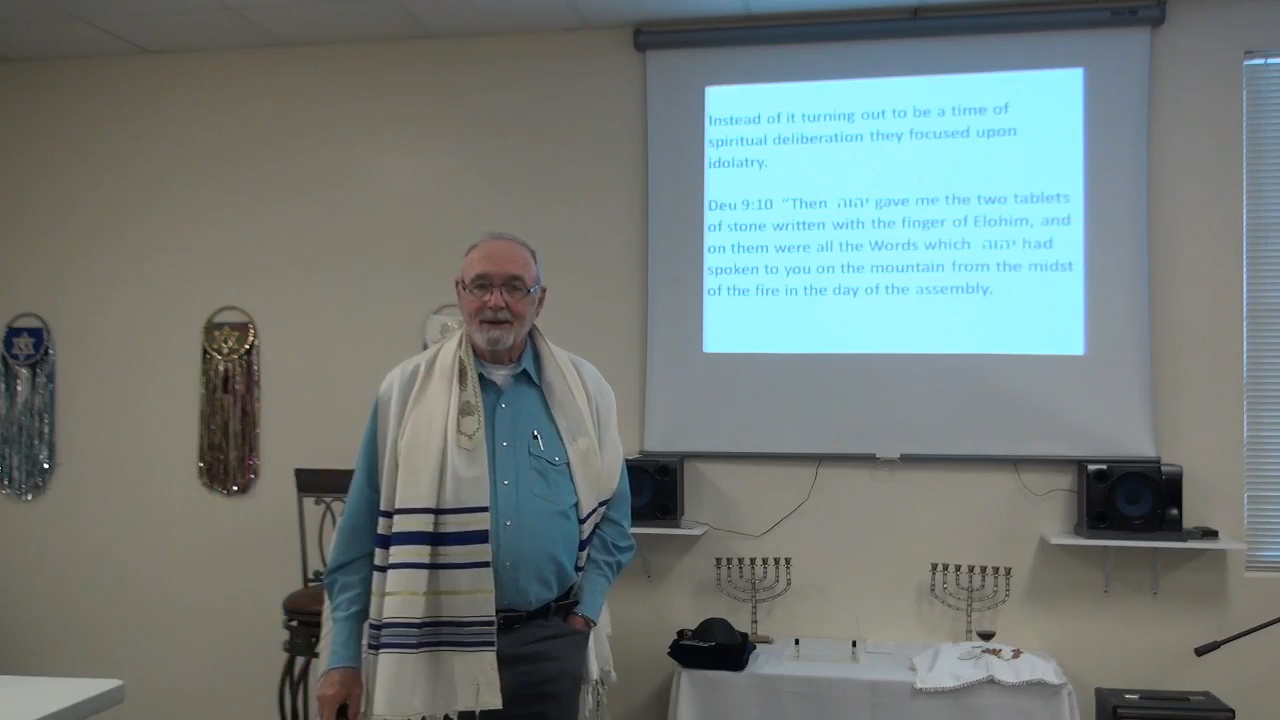 Instead of it turning out to be a time of
spiritual deliberation they focused upon
idolatry.
Deu 9:10 “Then יהוה gave me the two tablets
of stone written with the finger of Elohim, and
on them were all the Words which יהוה had
spoken to you on the mountain from the midst
of the fire in the day of the assembly.